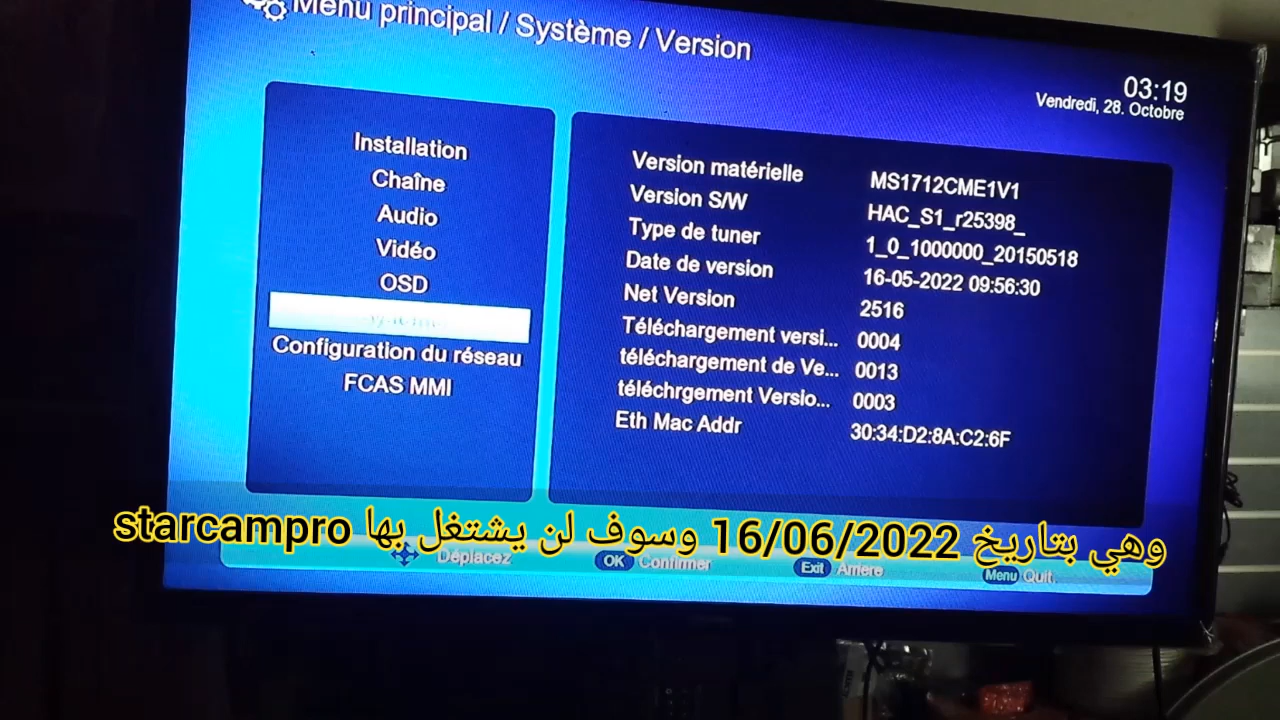 Menu principal / Système / Version
03:19
Vendredi, 28. Octobre
Installation
Chaîne
Audio
Vidéo
OSD
Configuration du réseau
FCAS MMI
Version matérielle MS1712CME1V1
Version S/W HAC_S1_r25398_
Type de tuner 1_0_1000000_20150518
Date de version 16-05-2022 09:56:30
Net Version 2516
Téléchargement versi... 0004
téléchargement de Ve... 0013
téléchrgement Versio... 0003
Eth Mac Addr 30:34:D2:8A:C2:6F
وهي بتاريخ 16/06/2022 وسوف لن يشتغل بها starcampro
Déplacez OK Confirmer Exit Arriere Menu Quit.